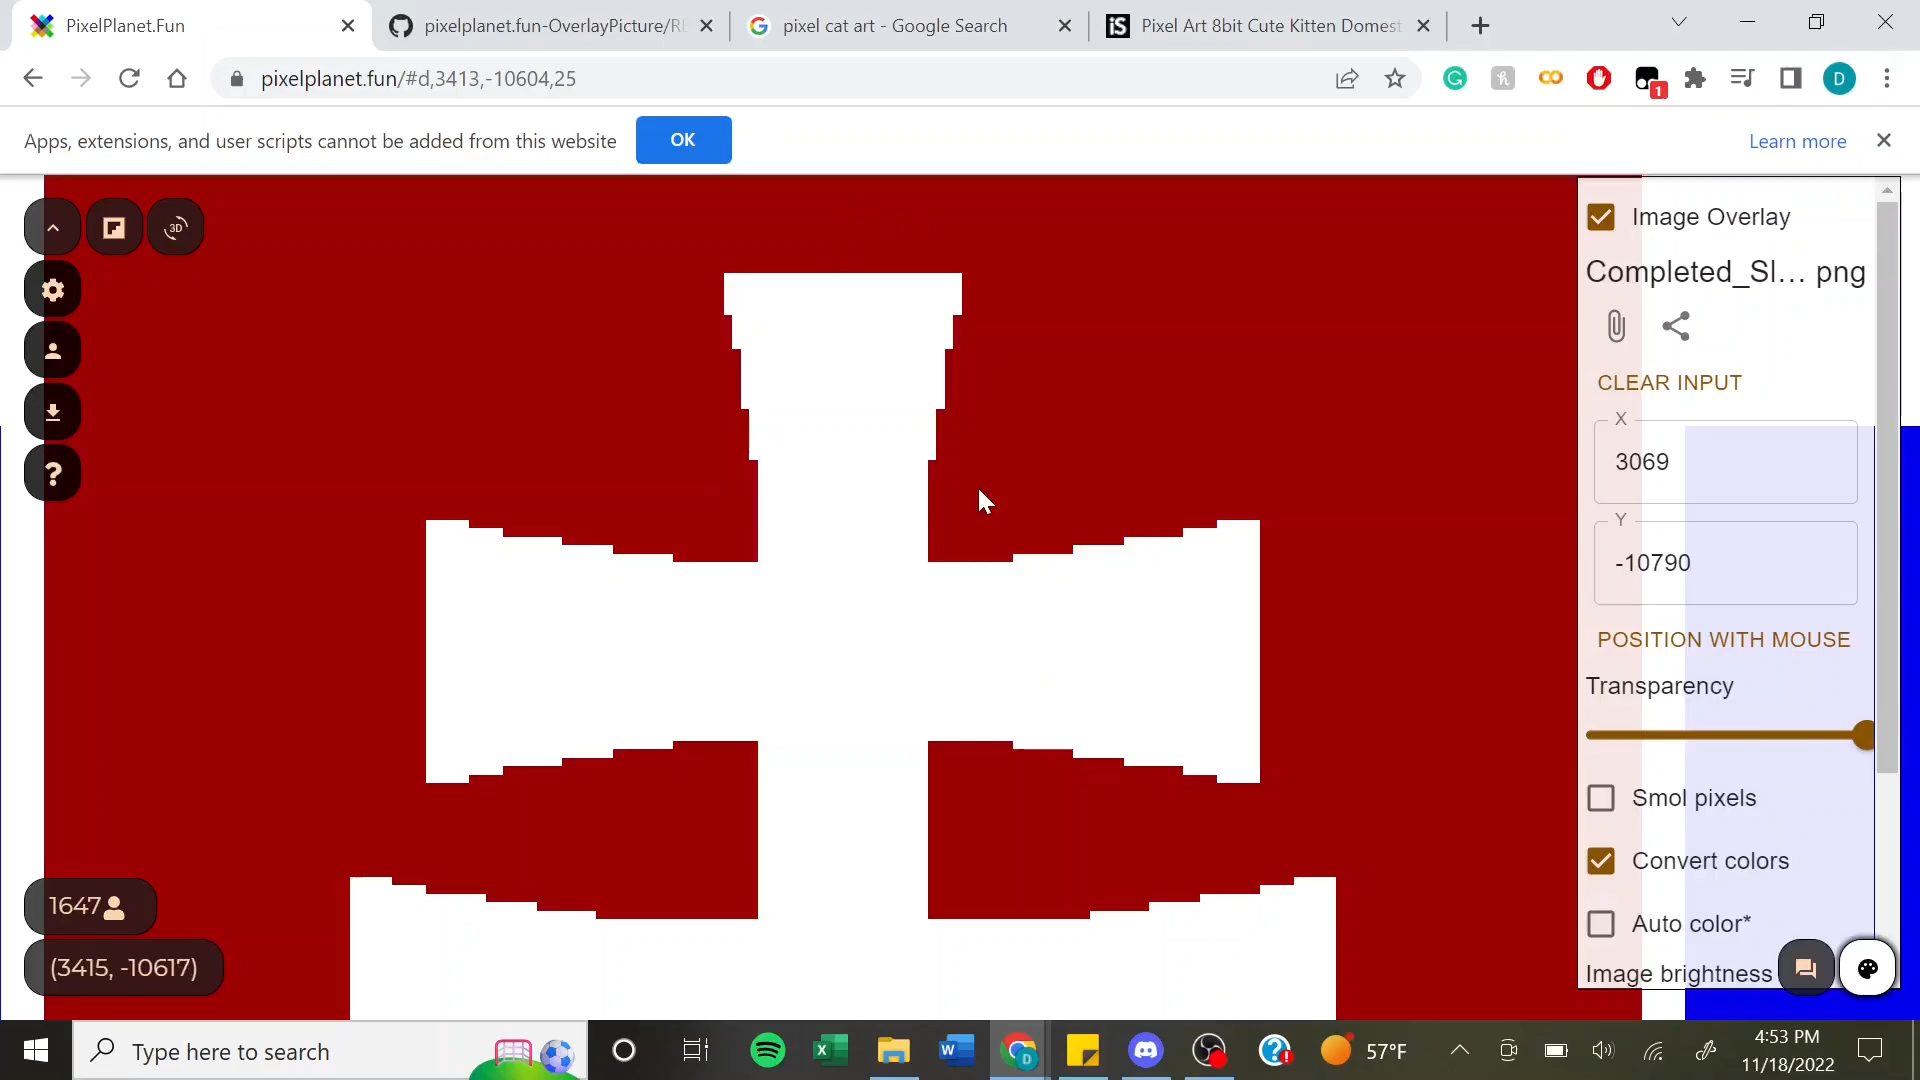 PixelPlanet.Fun
pixelplanet.fun-OverlayPicture/RE
pixel cat art - Google Search
Pixel Art 8bit Cute Kitten Domest
pixelplanet.fun/#d,3413,-10604,25
1
D
Apps, extensions, and user scripts cannot be added from this website
OK
Learn more
3D
Image Overlay
Completed_Sl... png
CLEAR INPUT
X
3069
Y
-10790
POSITION WITH MOUSE
Transparency
Smol pixels
Convert colors
Auto color*
Image brightness
?
1647
(3415, -10617)
Type here to search
57°F
4:53 PM
11/18/2022